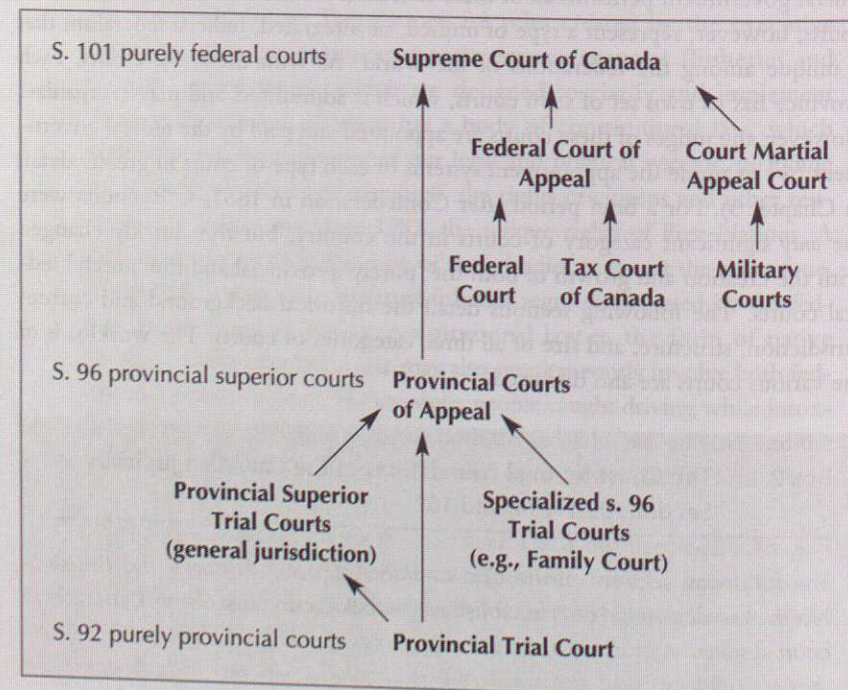 S. 101 purely federal courts Supreme Court of Canada
Federal Court of
Appeal
Court Martial
Appeal Court
Federal
Court
Tax Court
of Canada
Military
Courts
S. 96 provincial superior courts Provincial Courts
of Appeal
Provincial Superior
Trial Courts
(general jurisdiction)
Specialized s. 96
Trial Courts
(e.g., Family Court)
S. 92 purely provincial courts Provincial Trial Court